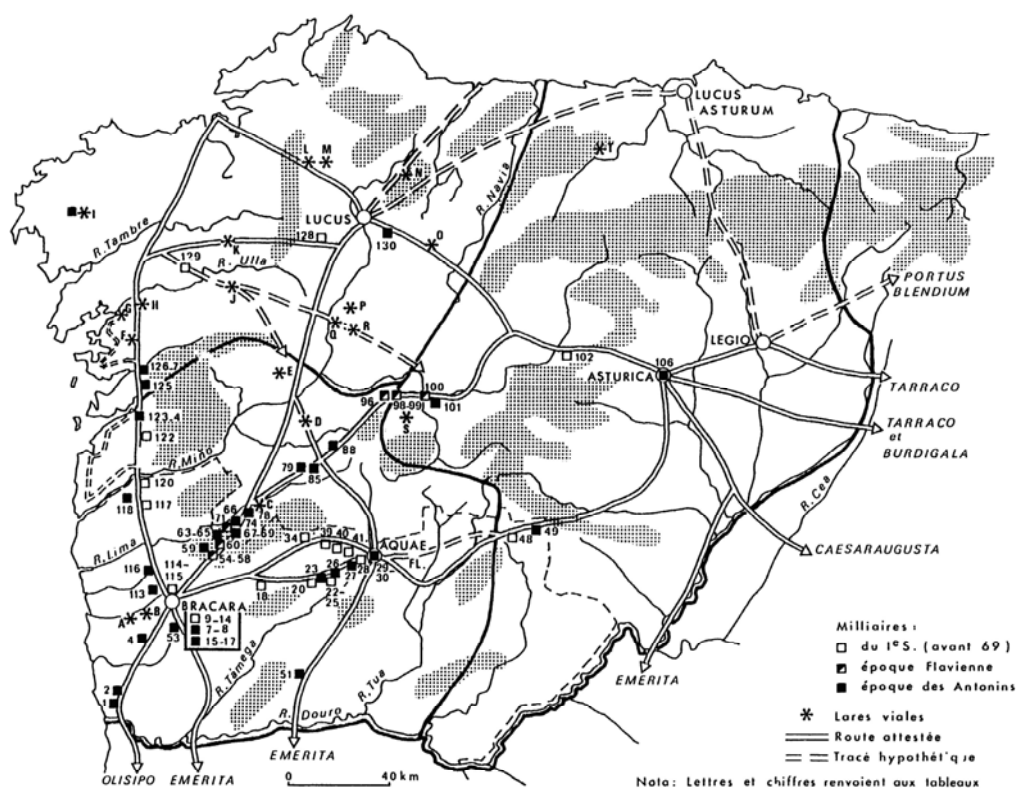 LUCUS
ASTURUM
T
L
M
N
R. Navia
I
LUCUS
R. Tambre
128
130
O
K
129
R. Ulla
PORTUS
BLENDIUM
J
G
H
P
Q
R
F
LEGIO
102
106
E
126-7
125
ASTURICA
TARRACO
96
98-99
100
101
123-4
D
S
TARRACO
et
BURDIGALA
122
88
R. Miño
79
85
120
118
117
C
R. Cea
66
71
78
74
63-65
67-69
R. Lima
60
34
39
40
41
AQUAE
FL.
48
49
59
54-58
CAESARAUGUSTA
116
114-
115
23
26
27
28
29
30
113
18
20
22-
25
A
B
BRACARA
9-14
7-8
15-17
4
53
Milliaires :
du 1e S. (avant 69)
époque Flavienne
époque des Antonins
R. Tàmega
51
R. Tua
EMERITA
2
1
Lares viales
R. Douro
Route attestée
EMERITA
Tracé hypothétique
OLISIPO
EMERITA
0
40 km
Nota: Lettres et chiffres renvoient aux tableaux